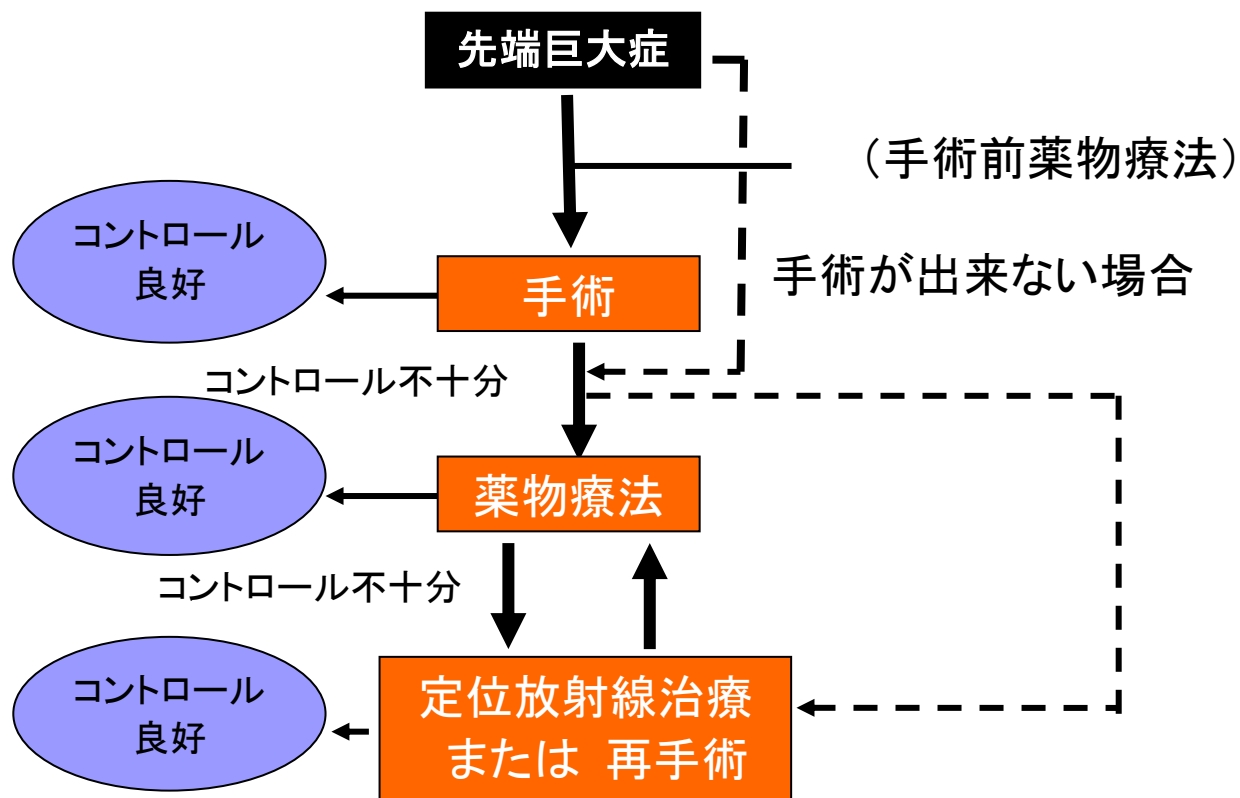 先端巨大症
（手術前薬物療法）
コントロール
良好
手術
手術が出来ない場合
コントロール不十分
コントロール
良好
薬物療法
コントロール不十分
コントロール
良好
定位放射線治療
または 再手術